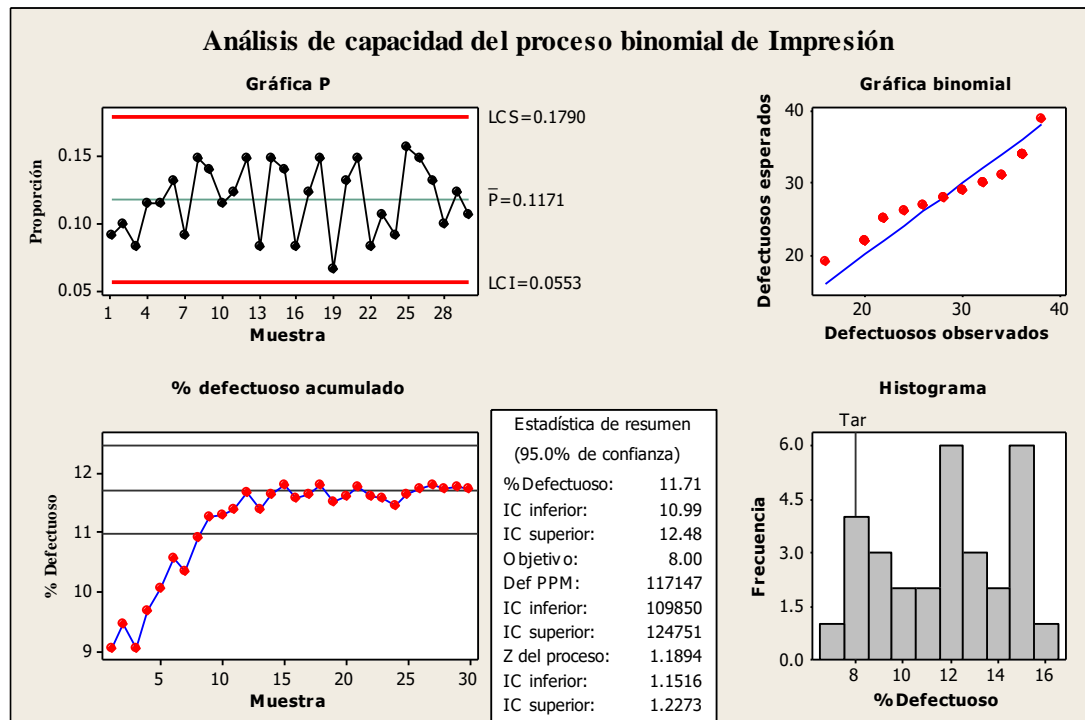 Análisis de capacidad del proceso binomial de Impresión
Gráfica P
Proporción
0.15
0.10
0.05
1 4 7 10 13 16 19 22 25 28
Muestra
LCS=0.1790
P=0.1171
LCI=0.0553
Gráfica binomial
Defectuosos esperados
40
30
20
20 30 40
Defectuosos observados
% defectuoso acumulado
% Defectuoso
12
11
10
9
5 10 15 20 25 30
Muestra
Estadística de resumen
(95.0% de confianza)
%Defectuoso: 11.71
IC inferior: 10.99
IC superior: 12.48
Objetivo: 8.00
Def PPM: 117147
IC inferior: 109850
IC superior: 124751
Z del proceso: 1.1894
IC inferior: 1.1516
IC superior: 1.2273
Histograma
Tar
Frecuencia
6.0
4.5
3.0
1.5
0.0
8 10 12 14 16
%Defectuoso